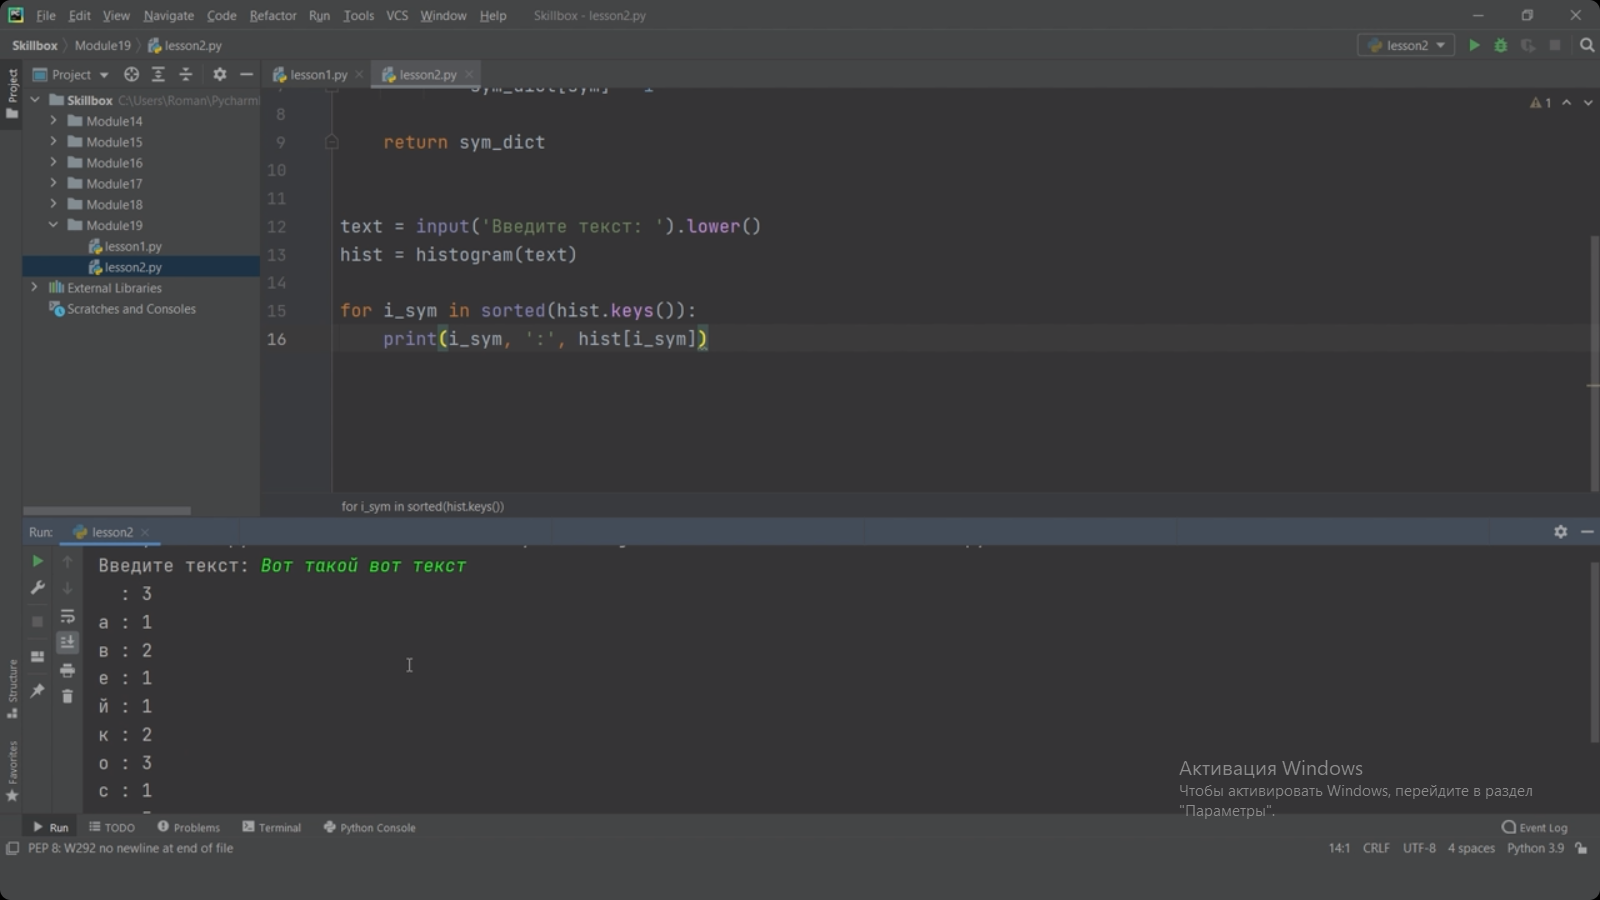 File Edit View Navigate Code Refactor Run Tools VCS Window Help Skillbox - lesson2.py
Skillbox Module19 lesson2.py lesson2
Project lesson1.py lesson2.py
Project
Skillbox C:\Users\Roman\Pycharm
Module14
Module15
Module16
Module17
Module18
Module19
lesson1.py
lesson2.py
External Libraries
Scratches and Consoles
1
8
9 return sym_dict
10
11
12 text = input('Введите текст: ').lower()
13 hist = histogram(text)
14
15 for i_sym in sorted(hist.keys()):
16 print(i_sym, ':', hist[i_sym])
for i_sym in sorted(hist.keys())
Run: lesson2
Введите текст: Вот такой вот текст
: 3
а : 1
в : 2
е : 1
й : 1
к : 2
о : 3
с : 1
Structure
Favorites
Активация Windows
Чтобы активировать Windows, перейдите в раздел
"Параметры".
Run TODO Problems Terminal Python Console Event Log
PEP 8: W292 no newline at end of file 14:1 CRLF UTF-8 4 spaces Python 3.9